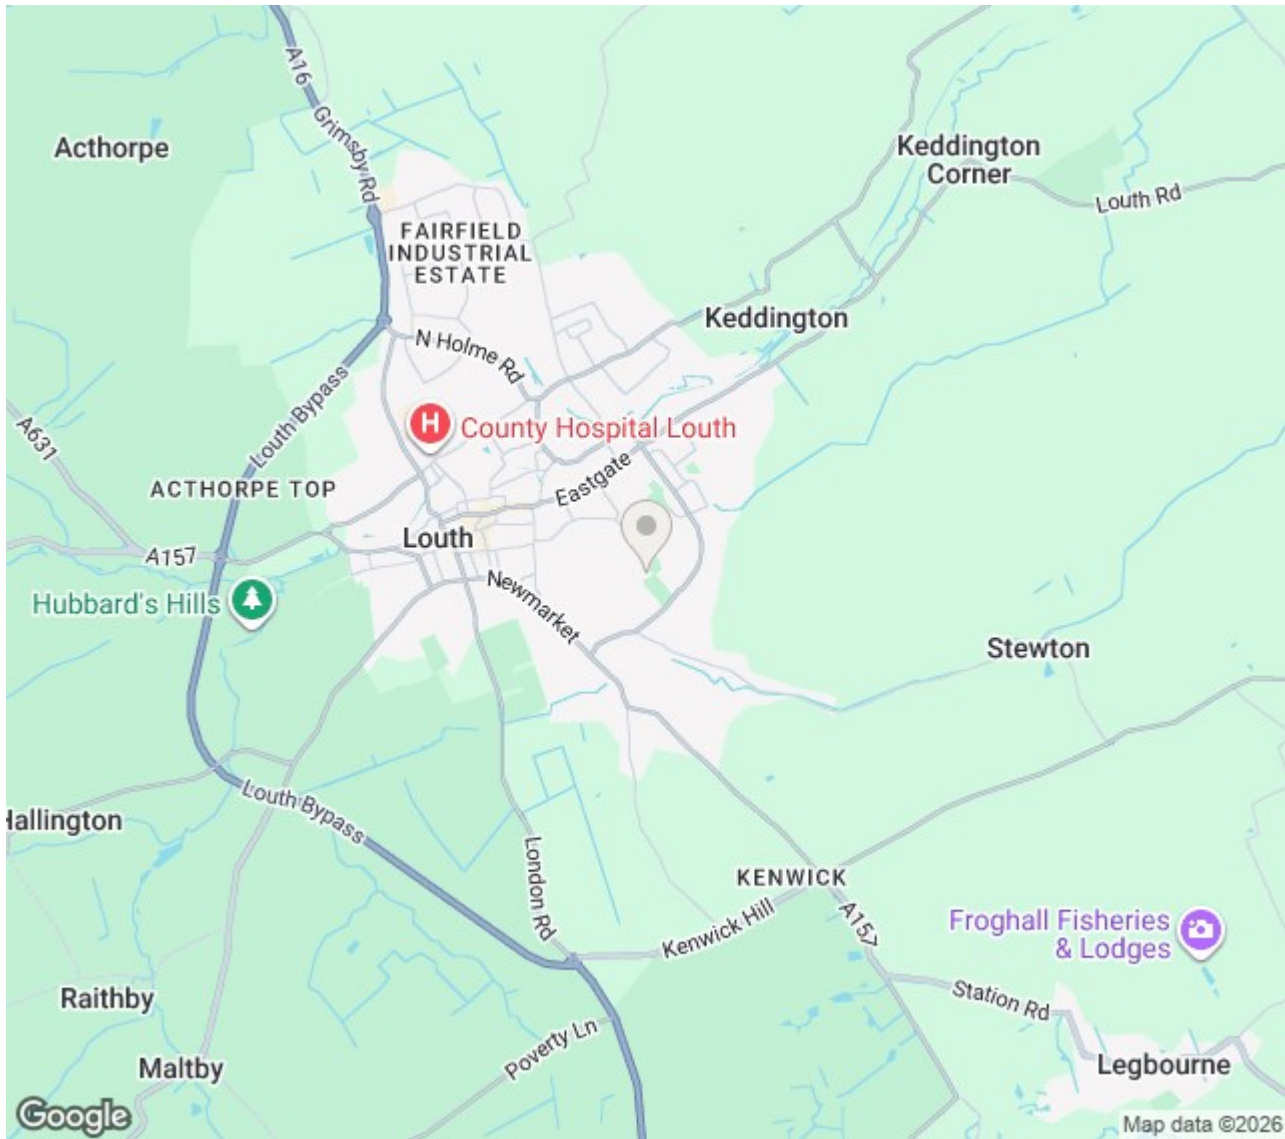 A16
Grimsby Rd
Acthorpe
Keddington
Corner
Louth Rd
FAIRFIELD
INDUSTRIAL
ESTATE
Keddington
N Holme Rd
Louth Bypass
A631
H
County Hospital Louth
Eastgate
ACTHORPE TOP
Louth
A157
Newmarket
Hubbard's Hills
Stewton
Louth Bypass
Hallington
London Rd
KENWICK
Kenwick Hill
A157
Froghall Fisheries
& Lodges
Station Rd
Raithby
Poverty Ln
Maltby
Legbourne
Google
Map data ©2026